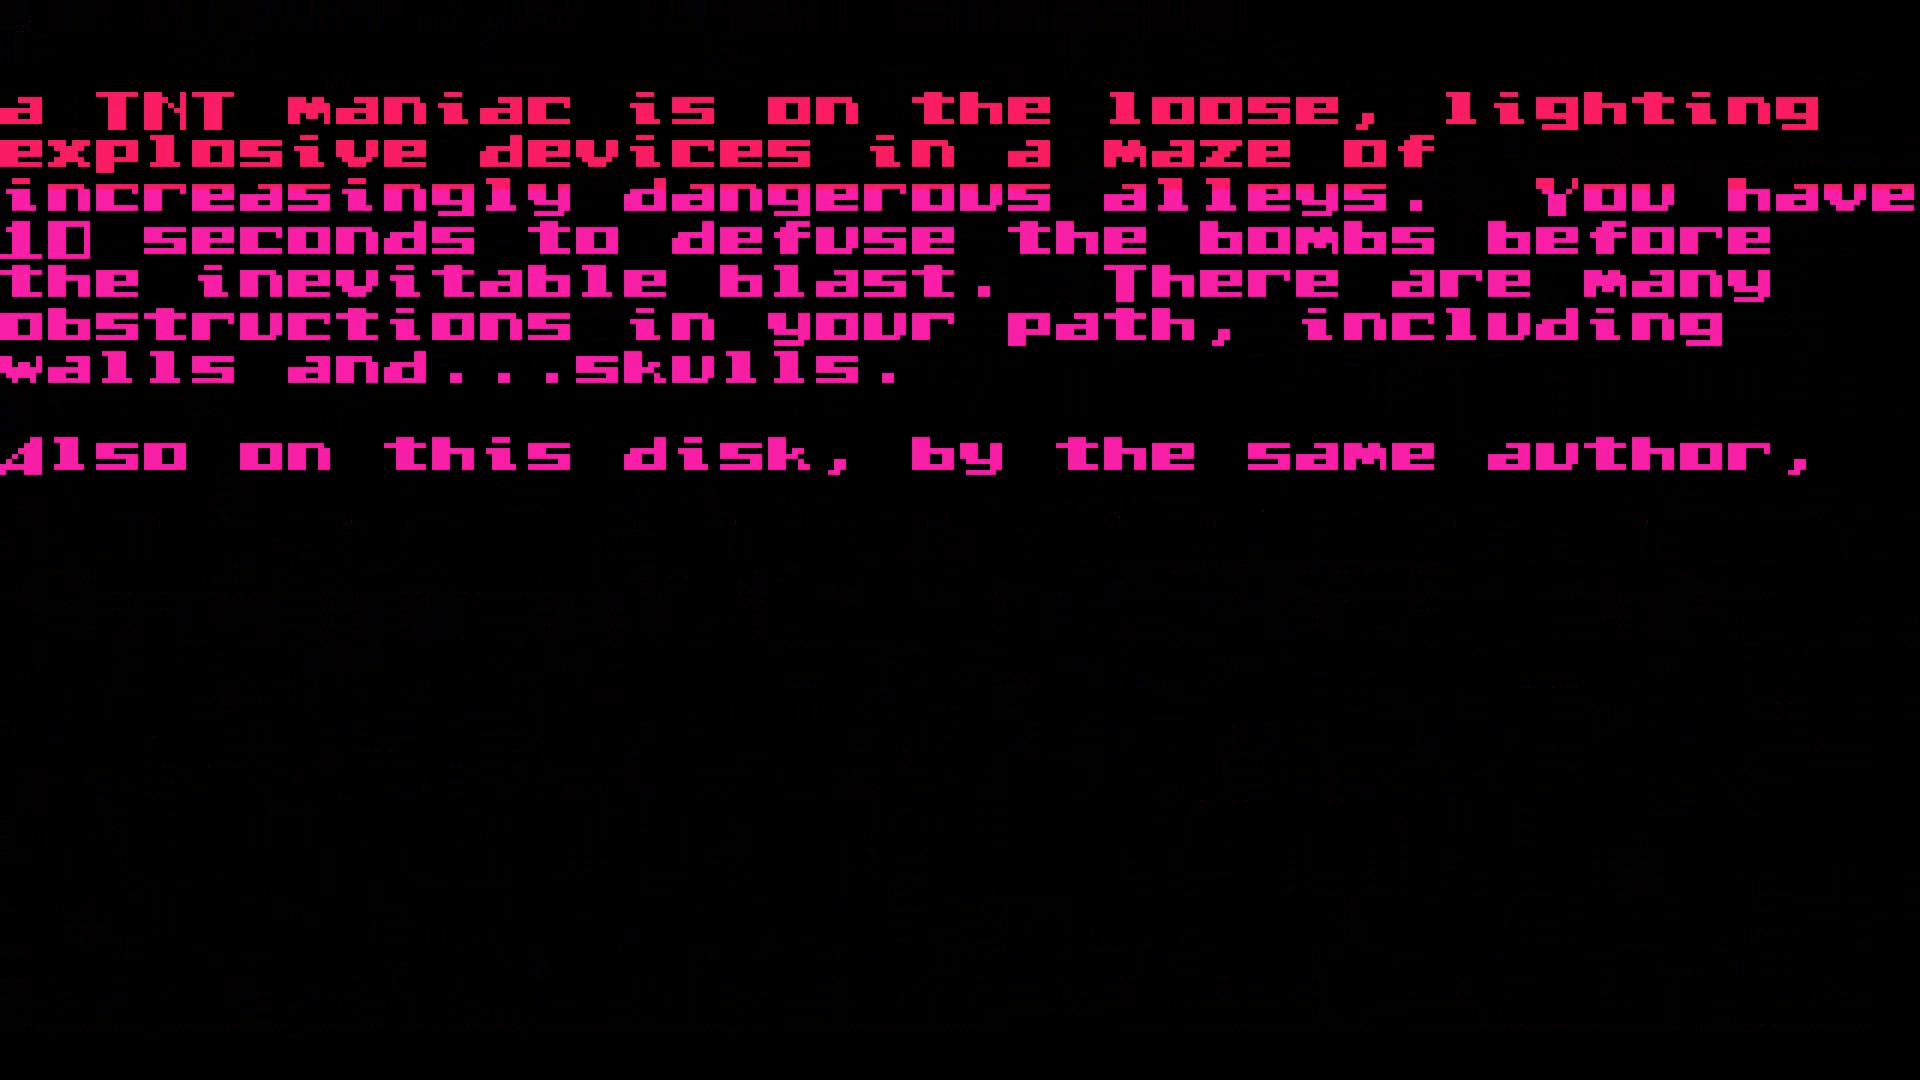 a TNT maniac is on the loose, lighting
explosive devices in a maze of
increasingly dangerous alleys.  You have
10 seconds to defuse the bombs before
the inevitable blast.  There are many
obstructions in your path, including
walls and...skulls.
Also on this disk, by the same author,